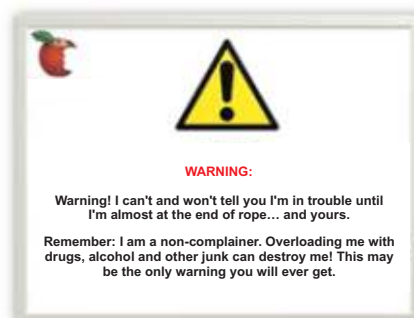 WARNING:
Warning! I can't and won't tell you I'm in trouble until
I'm almost at the end of rope… and yours.
Remember: I am a non-complainer. Overloading me with
drugs, alcohol and other junk can destroy me! This may
be the only warning you will ever get.